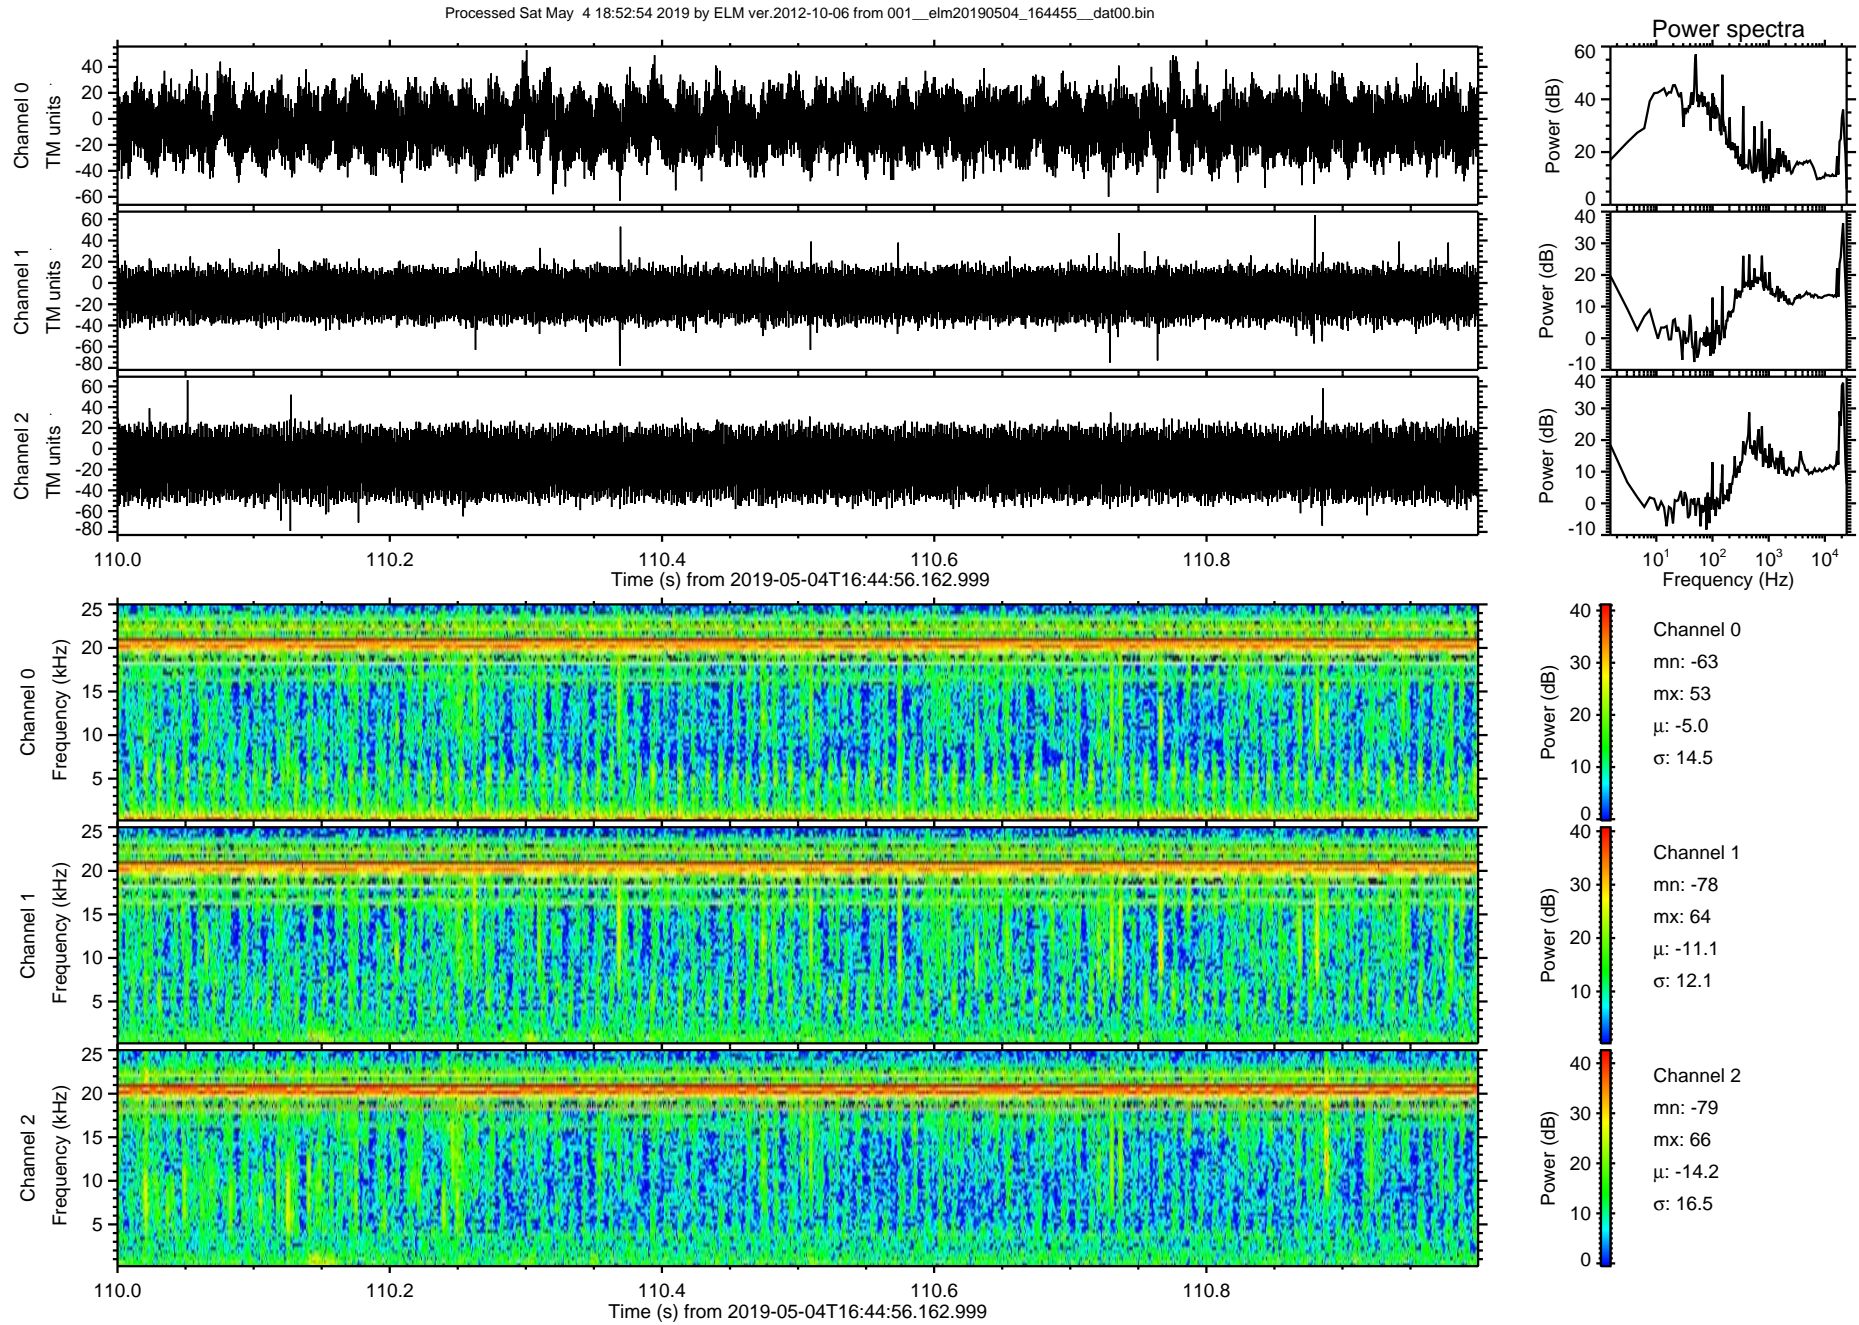 Processed Sat May  4 18:52:54 2019 by ELM ver.2012-10-06 from 001__elm20190504_164455__dat00.bin
Power spectra
Channel 0
TM units
40
20
0
-20
-40
-60
Power (dB)
60
40
20
0
Channel 1
TM units
60
40
20
0
-20
-40
-60
-80
Power (dB)
40
30
20
10
0
-10
Channel 2
TM units
60
40
20
0
-20
-40
-60
-80
Power (dB)
40
30
20
10
0
-10
110.0 110.2 110.4 110.6 110.8
Time (s) from 2019-05-04T16:44:56.162.999
10^1 10^2 10^3 10^4
Frequency (Hz)
Channel 0
Frequency (kHz)
25
20
15
10
5
Power (dB)
40
30
20
10
0
Channel 0
mn: -63
mx: 53
µ: -5.0
σ: 14.5
Channel 1
Frequency (kHz)
25
20
15
10
5
Power (dB)
40
30
20
10
Channel 1
mn: -78
mx: 64
µ: -11.1
σ: 12.1
Channel 2
Frequency (kHz)
25
20
15
10
5
Power (dB)
40
30
20
10
0
Channel 2
mn: -79
mx: 66
µ: -14.2
σ: 16.5
110.0 110.2 110.4 110.6 110.8
Time (s) from 2019-05-04T16:44:56.162.999